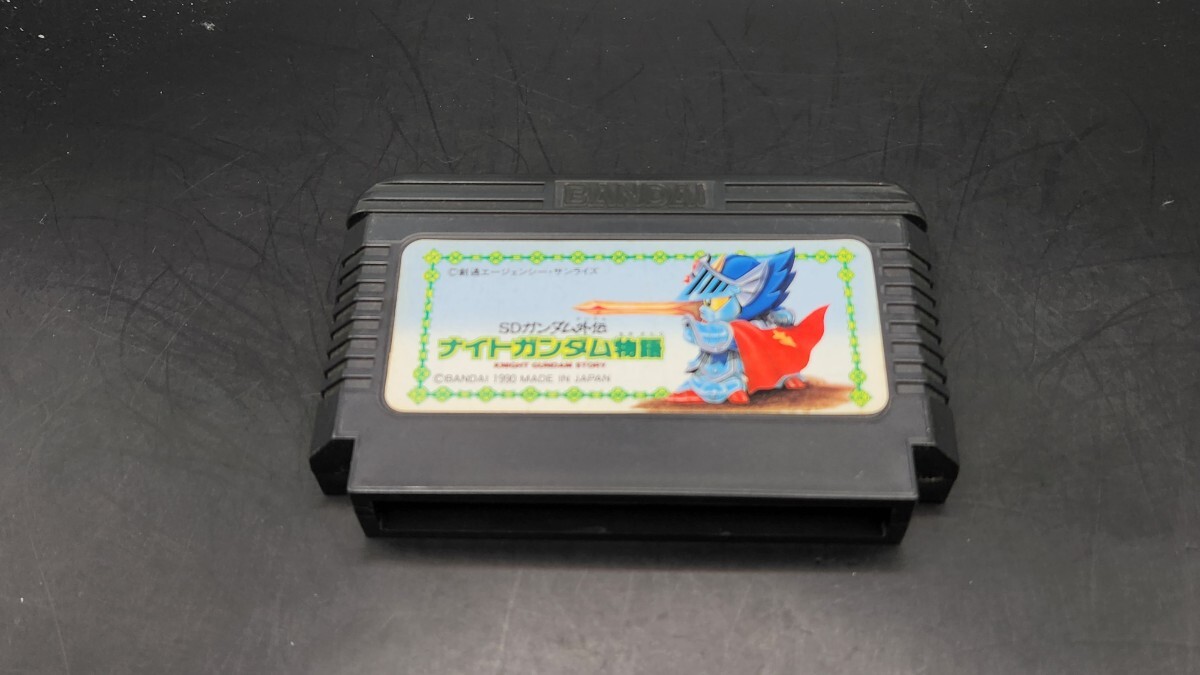 BANDAI
©創通エージェンシー・サンライズ
SDガンダム外伝
ナイトガンダム物語
KNIGHT GUNDAM STORY
©BANDAI 1990 MADE IN JAPAN